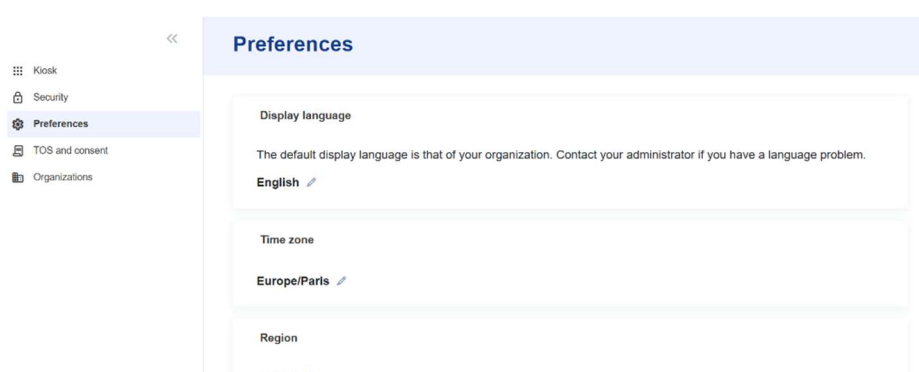 Preferences
Kiosk
Security
Preferences
TOS and consent
Organizations
Display language
The default display language is that of your organization. Contact your administrator if you have a language problem.
English
Time zone
Europe/Paris
Region